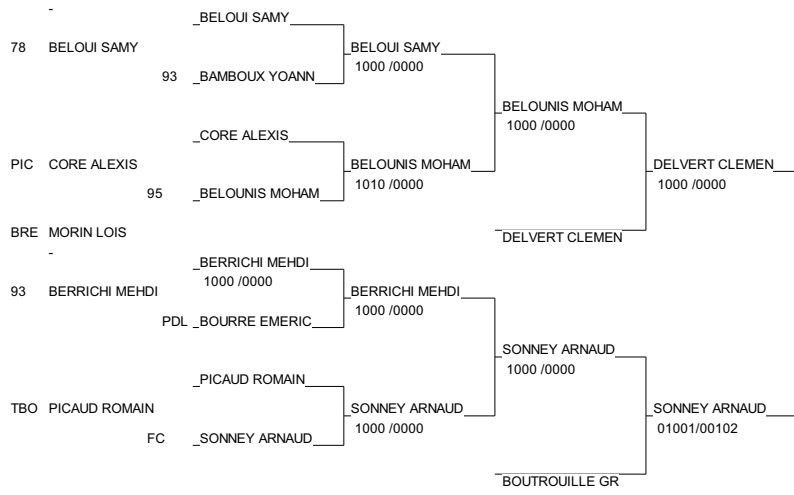 -
_BELOUI SAMY
78 BELOUI SAMY
BELOUI SAMY
1000 /0000
93 _BAMBOUX YOANN
BELOUNIS MOHAM
1000 /0000
_CORE ALEXIS
PIC CORE ALEXIS
BELOUNIS MOHAM
1010 /0000
DELVERT CLEMEN
1000 /0000
95 _BELOUNIS MOHAM
BRE MORIN LOIS
DELVERT CLEMEN
-
_BERRICHI MEHDI
1000 /0000
93 BERRICHI MEHDI
BERRICHI MEHDI
1000 /0000
PDL _BOURRE EMERIC
SONNEY ARNAUD
1000 /0000
_PICAUD ROMAIN
TBO PICAUD ROMAIN
SONNEY ARNAUD
1000 /0000
SONNEY ARNAUD
01001/00102
FC _SONNEY ARNAUD
BOUTROUILLE GR